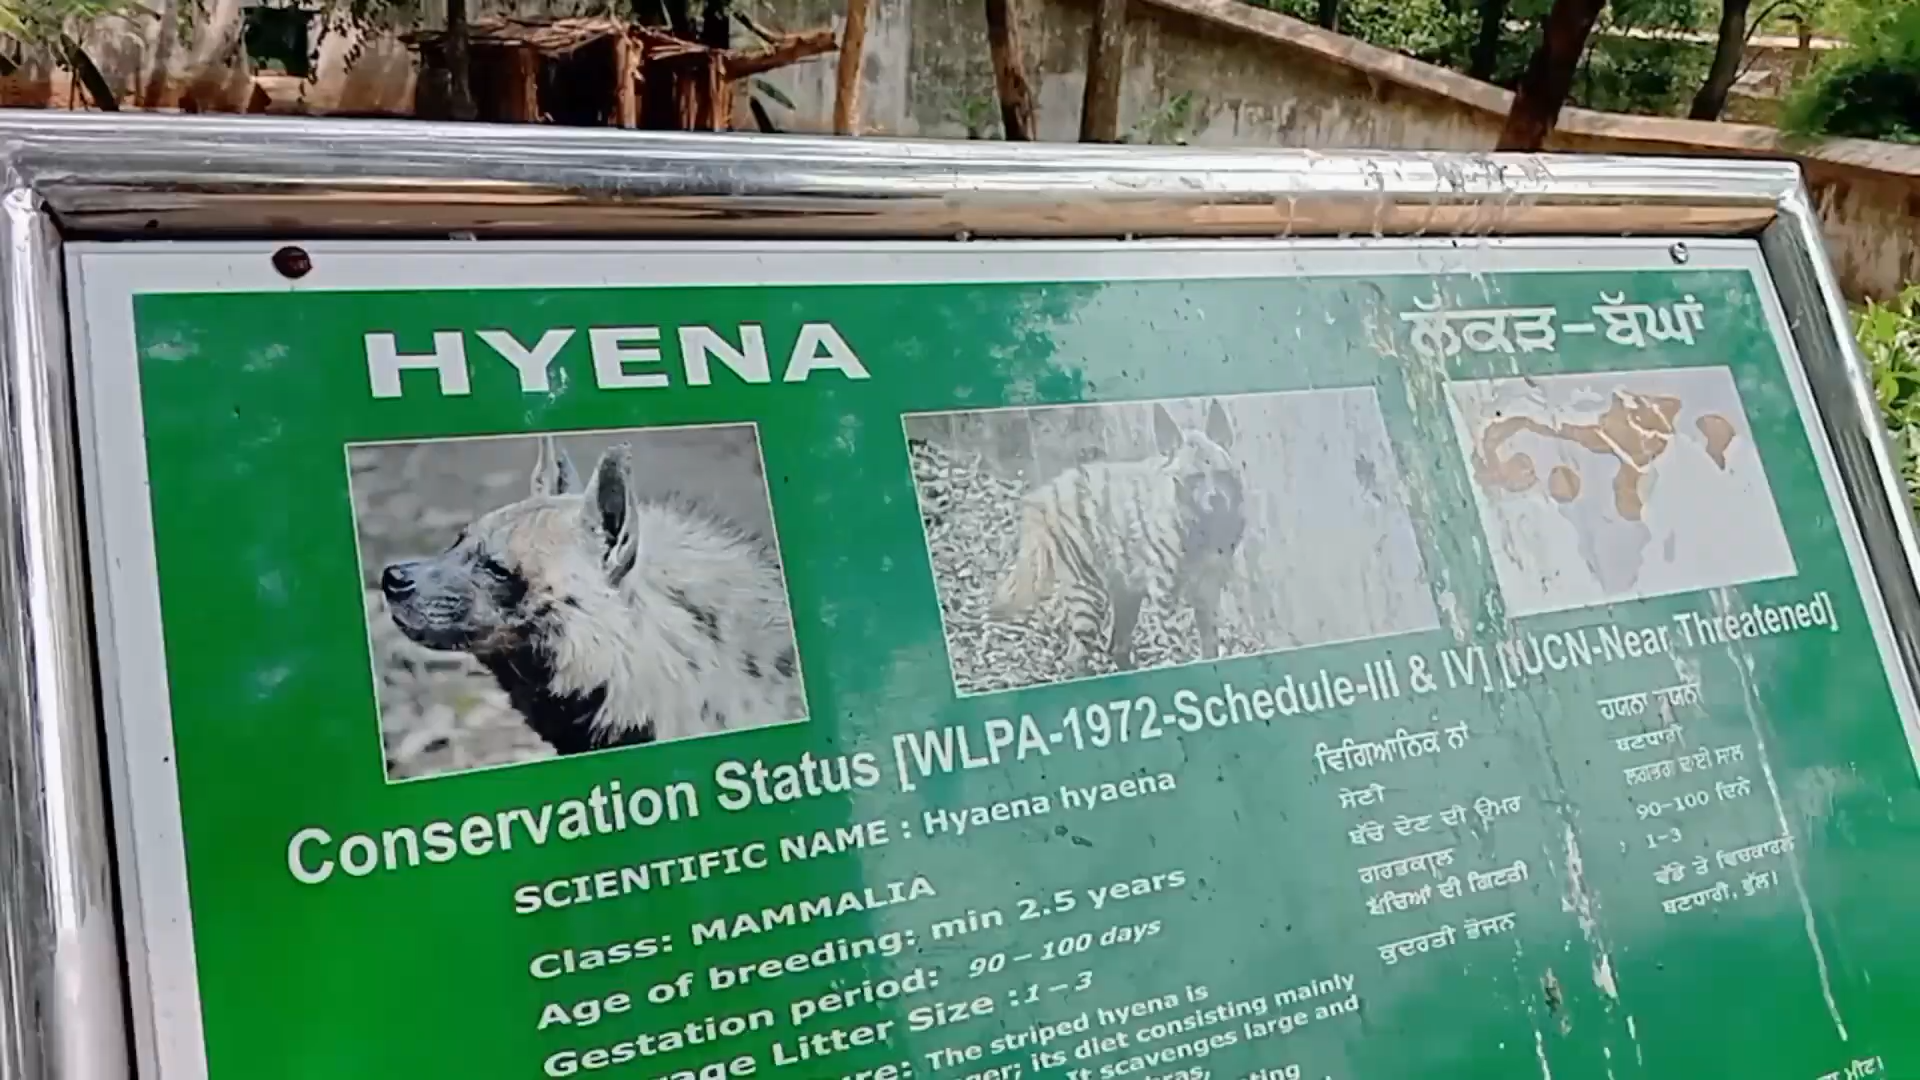 HYENA
ਲੱਕੜ-ਬੱਘਾਂ
Conservation Status [WLPA-1972-Schedule-III & IV] [IUCN-Near Threatened]
SCIENTIFIC NAME : Hyaena hyaena
Class: MAMMALIA
Age of breeding: min 2.5 years
Gestation period: 90 – 100 days
Litter Size : 1 – 3
The striped hyena is
its diet consisting mainly
It scavenges large and
ਵਿਗਿਆਨਿਕ ਨਾਂ
ਸ਼ੇਣੀ ਥਣਧਾਰੀ
ਬੱਚੇ ਦੇਣ ਦੀ ਉਮਰ ਲਗਭਗ ਢਾਈ ਸਾਲ
ਗਰਭਕਾਲ 90-100 ਦਿਨ
ਬੱਚਿਆਂ ਦੀ ਗਿਣਤੀ 1-3
ਕੁਦਰਤੀ ਭੋਜਨ ਵੱਡੇ ਤੇ ਵਿਚਕਾਰਲੇ
ਥਣਧਾਰੀ,